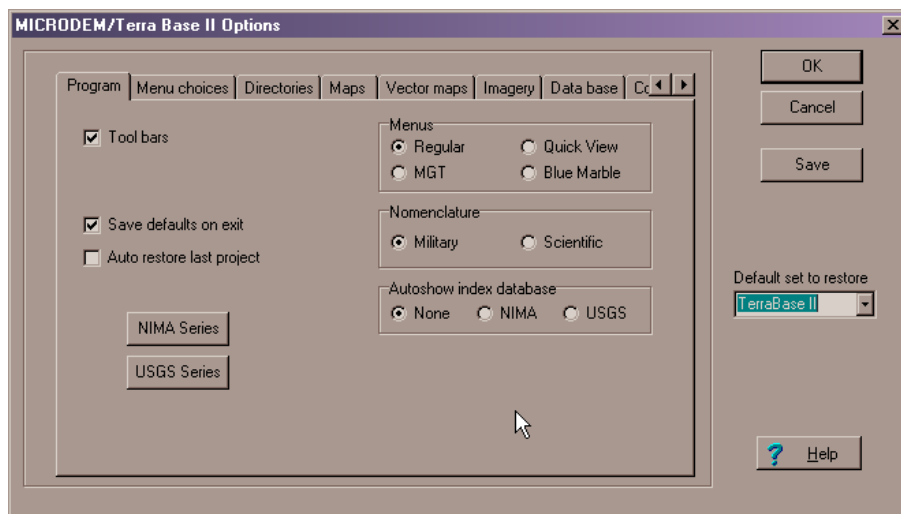 MICRODEM/Terra Base II Options
Program Menu choices Directories Maps Vector maps Imagery Data base
Tool bars
Save defaults on exit
Auto restore last project
NIMA Series
USGS Series
Menus
Regular Quick View
MGT Blue Marble
Nomenclature
Military Scientific
Autoshow index database
None NIMA USGS
OK
Cancel
Save
Default set to restore
TerraBase II
? Help